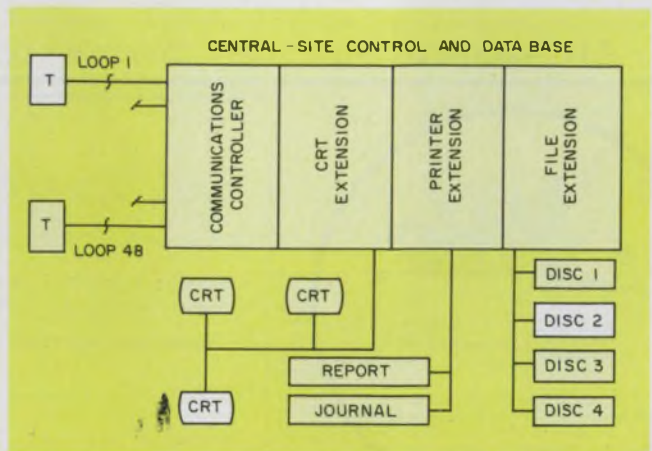 CENTRAL-SITE CONTROL AND DATA BASE
T
LOOP 1
COMMUNICATIONS
CONTROLLER
CRT
EXTENSION
PRINTER
EXTENSION
FILE
EXTENSION
T
LOOP 48
CRT
CRT
CRT
REPORT
JOURNAL
DISC 1
DISC 2
DISC 3
DISC 4